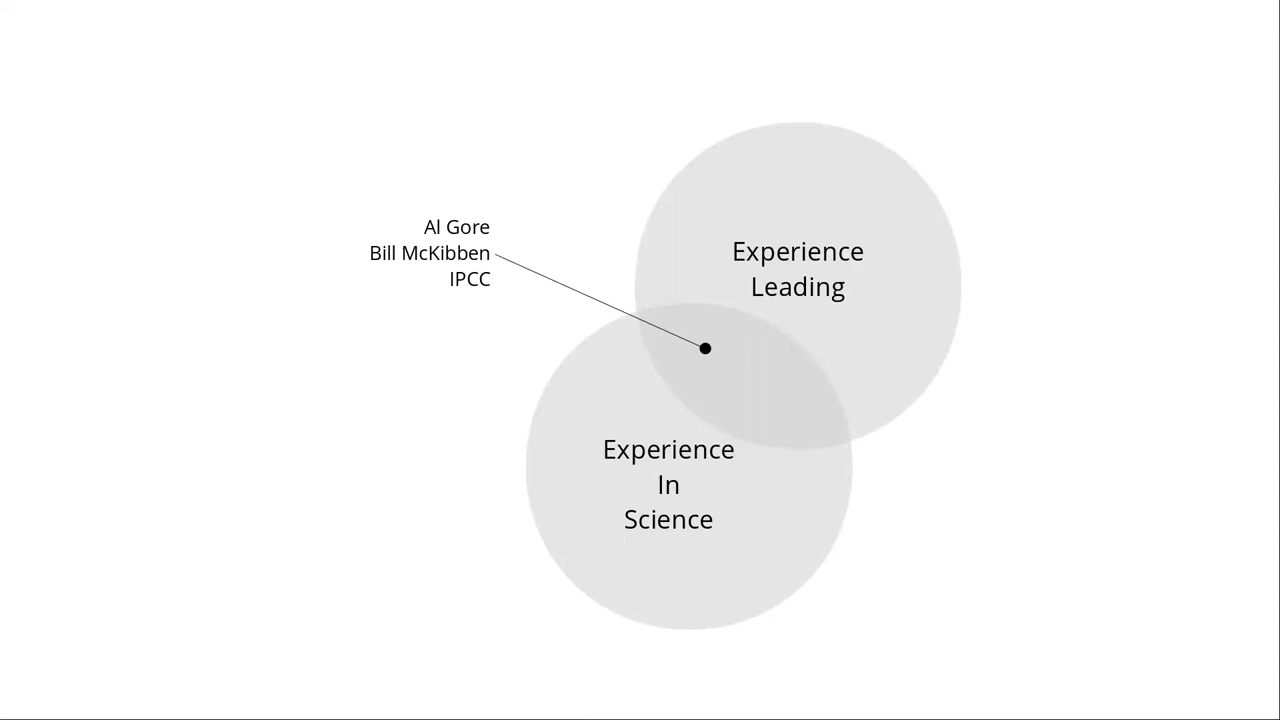 Al Gore
Bill McKibben
IPCC
Experience
Leading
Experience
In
Science